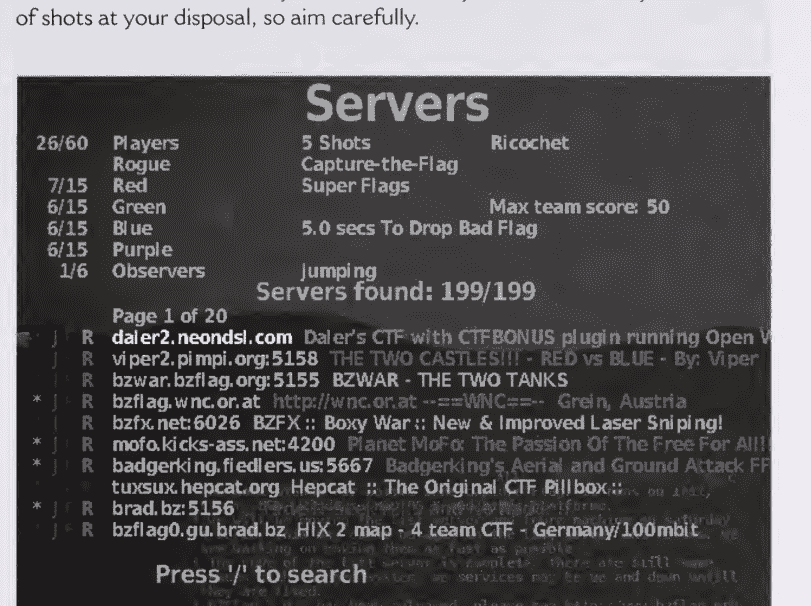 of shots at your disposal, so aim carefully.
Servers
26/60 Players 5 Shots Ricochet
Rogue Capture-the-Flag
7/15 Red Super Flags
6/15 Green Max team score: 50
6/15 Blue 5.0 secs To Drop Bad Flag
6/15 Purple
1/6 Observers Jumping
Servers found: 199/199
Page 1 of 20
J R daler2.neondsl.com Daler's CTF with CTFBONUS plugin running Open
J R viper2.pimpi.org:5158 THE TWO CASTLES!!! - RED vs BLUE - By: Viper
R bzwar.bzflag.org:5155 BZWAR - THE TWO TANKS
* J R bzflag.wnc.or.at http://wnc.or.at --==WNC==-- Grein, Austria
R bzfx.net:6026 BZFX :: Boxy War :: New & Improved Laser Sniping!
* J R mofo.kicks-ass.net:4200 Planet MoFo: The Passion Of The Free For All!
* J R badgerking.fiedlers.us:5667 Badgerking's Aerial and Ground Attack FF
tuxsux.hepcat.org Hepcat :: The Original CTF Pillbox ::
* J R brad.bz:5156
J R bzflag0.gu.brad.bz HIX 2 map - 4 team CTF - Germany/100mbit
Press '/' to search